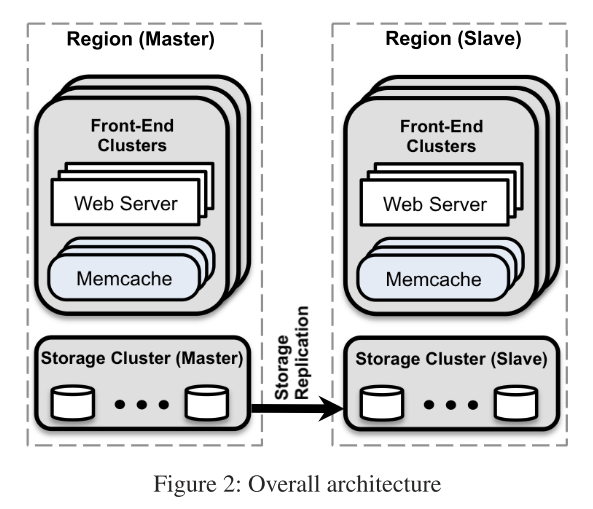 Region (Master)
Front-End
Clusters
Web Server
Memcache
Storage Cluster (Master)
Storage
Replication
Region (Slave)
Front-End
Clusters
Web Server
Memcache
Storage Cluster (Slave)
Figure 2: Overall architecture